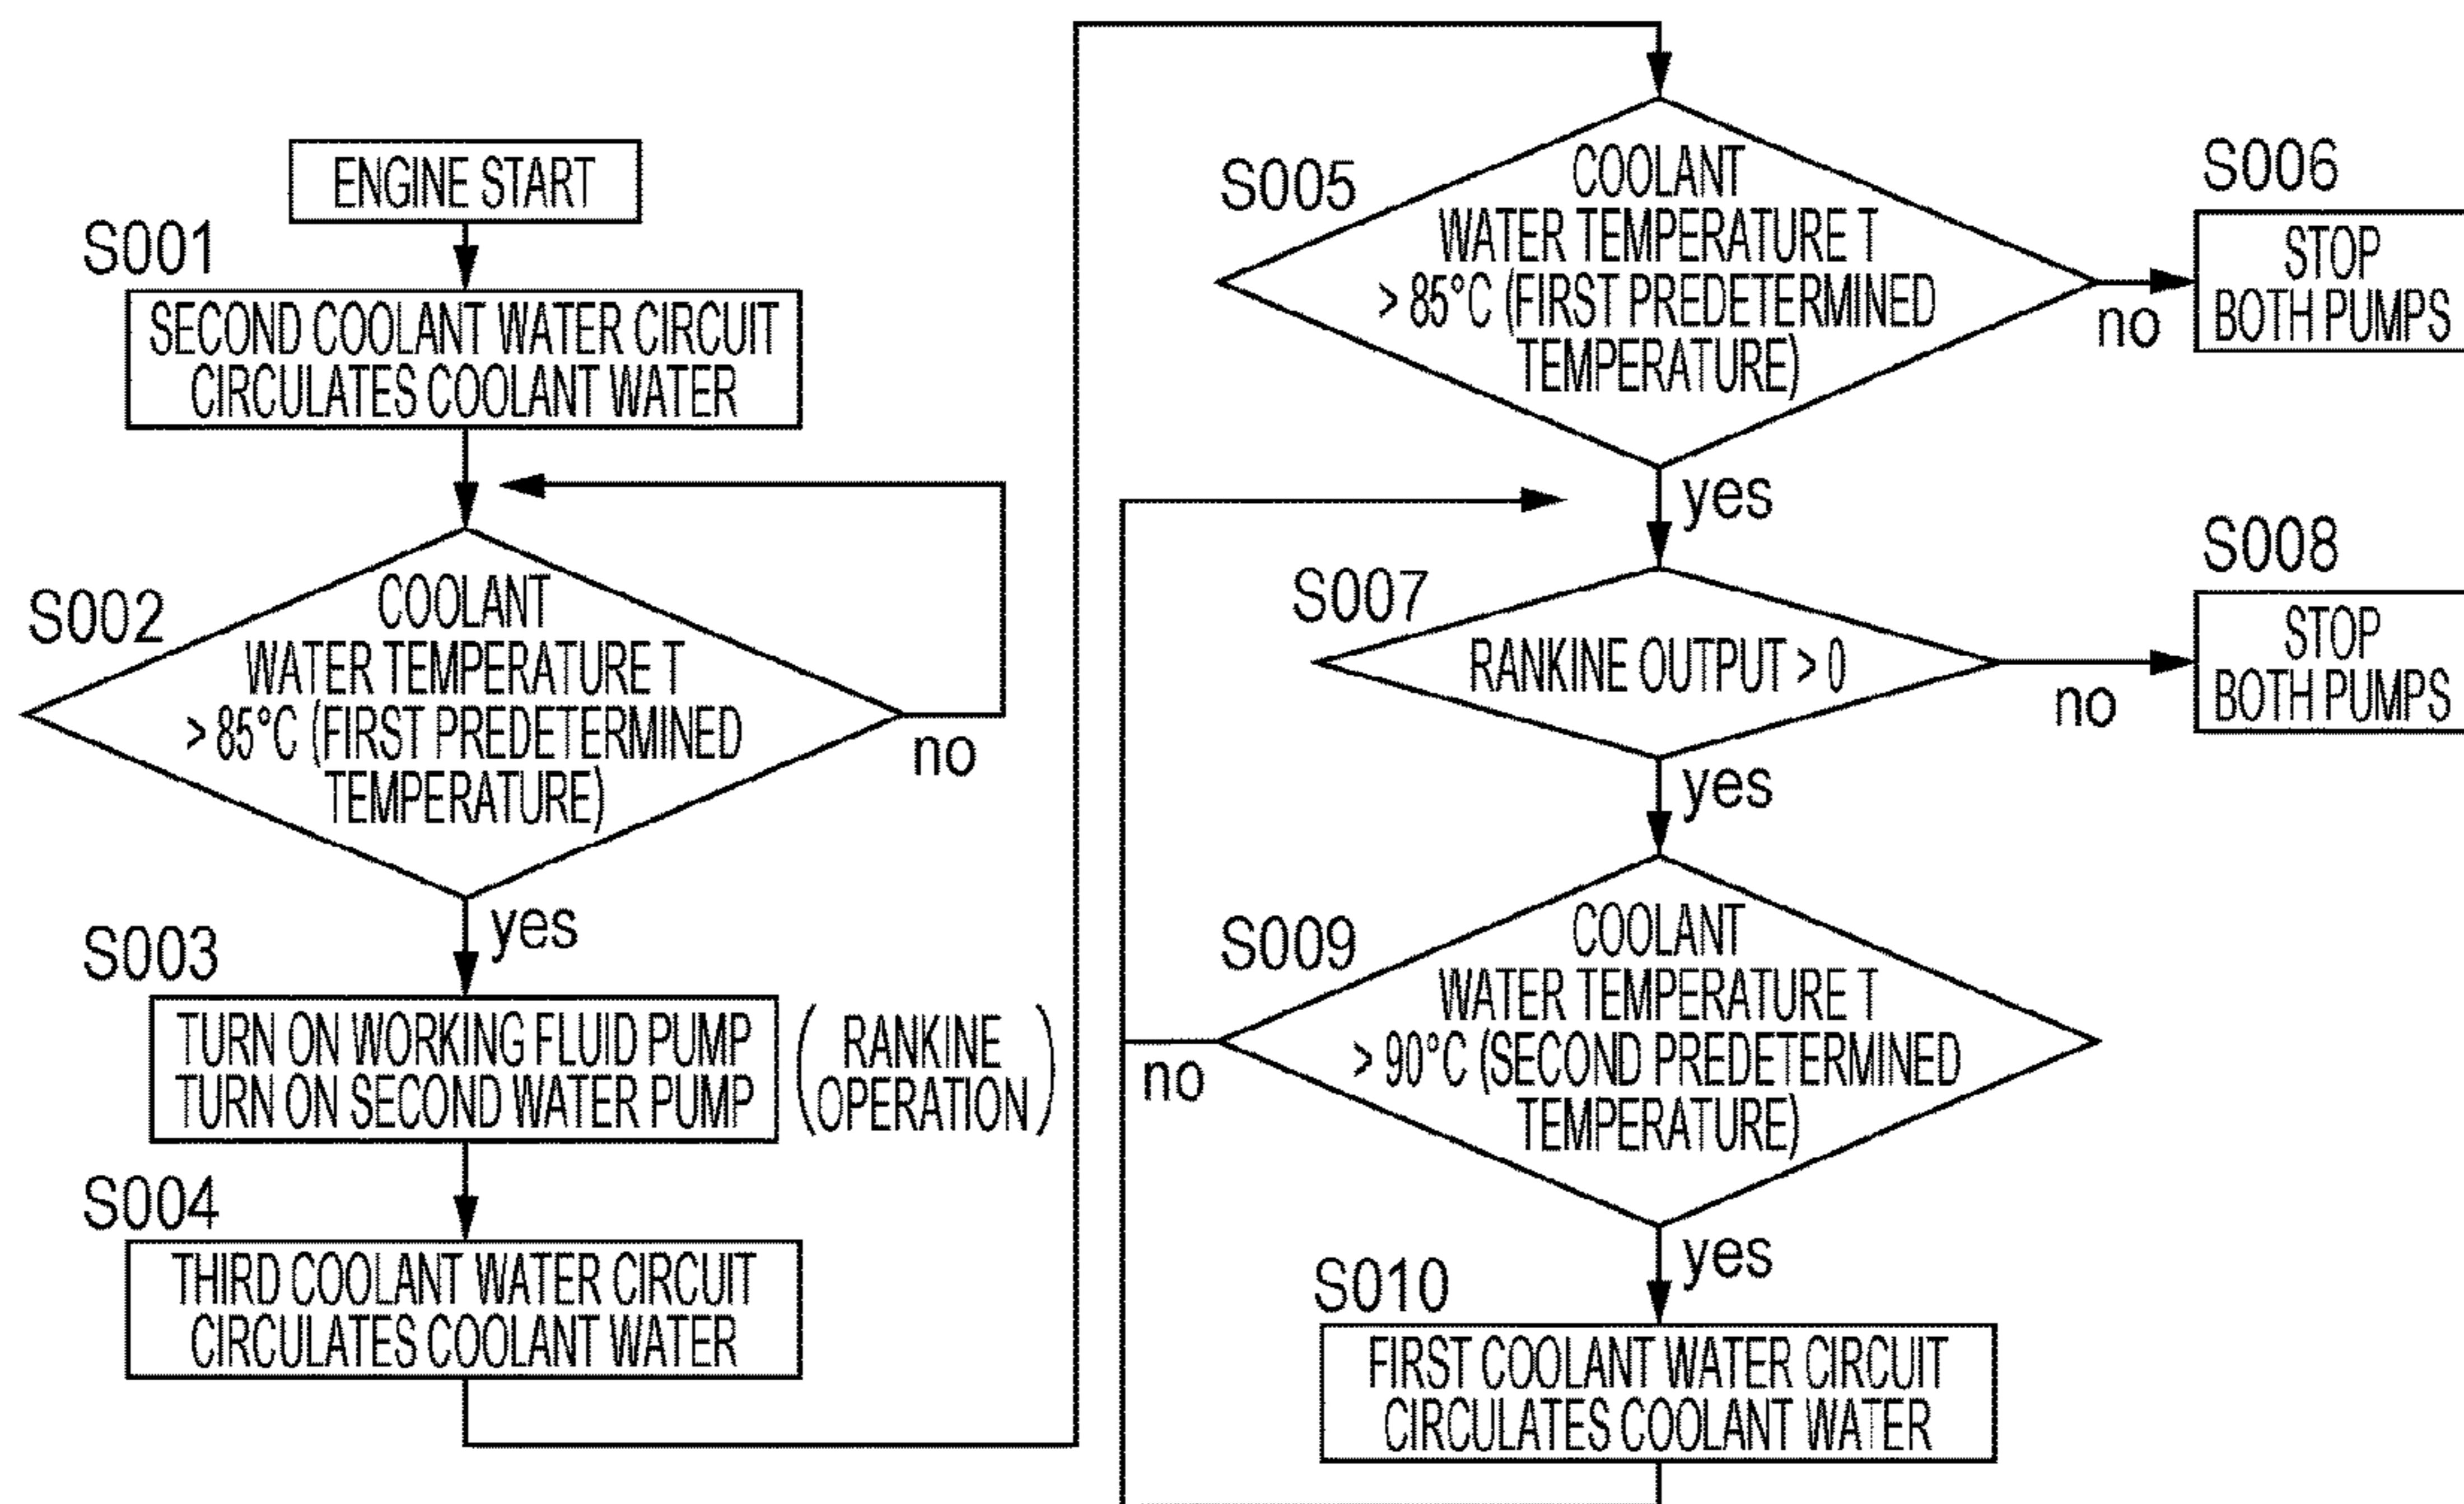 ENGINE START
S001
SECOND COOLANT WATER CIRCUIT
CIRCULATES COOLANT WATER
S002
COOLANT
WATER TEMPERATURE T
> 85°C (FIRST PREDETERMINED
TEMPERATURE)
no
yes
S003
TURN ON WORKING FLUID PUMP
TURN ON SECOND WATER PUMP
(RANKINE
OPERATION)
S004
THIRD COOLANT WATER CIRCUIT
CIRCULATES COOLANT WATER
S005
COOLANT
WATER TEMPERATURE T
> 85°C (FIRST PREDETERMINED
TEMPERATURE)
no
S006
STOP
BOTH PUMPS
yes
S007
RANKINE OUTPUT > 0
no
S008
STOP
BOTH PUMPS
yes
S009
COOLANT
WATER TEMPERATURE T
> 90°C (SECOND PREDETERMINED
TEMPERATURE)
no
yes
S010
FIRST COOLANT WATER CIRCUIT
CIRCULATES COOLANT WATER